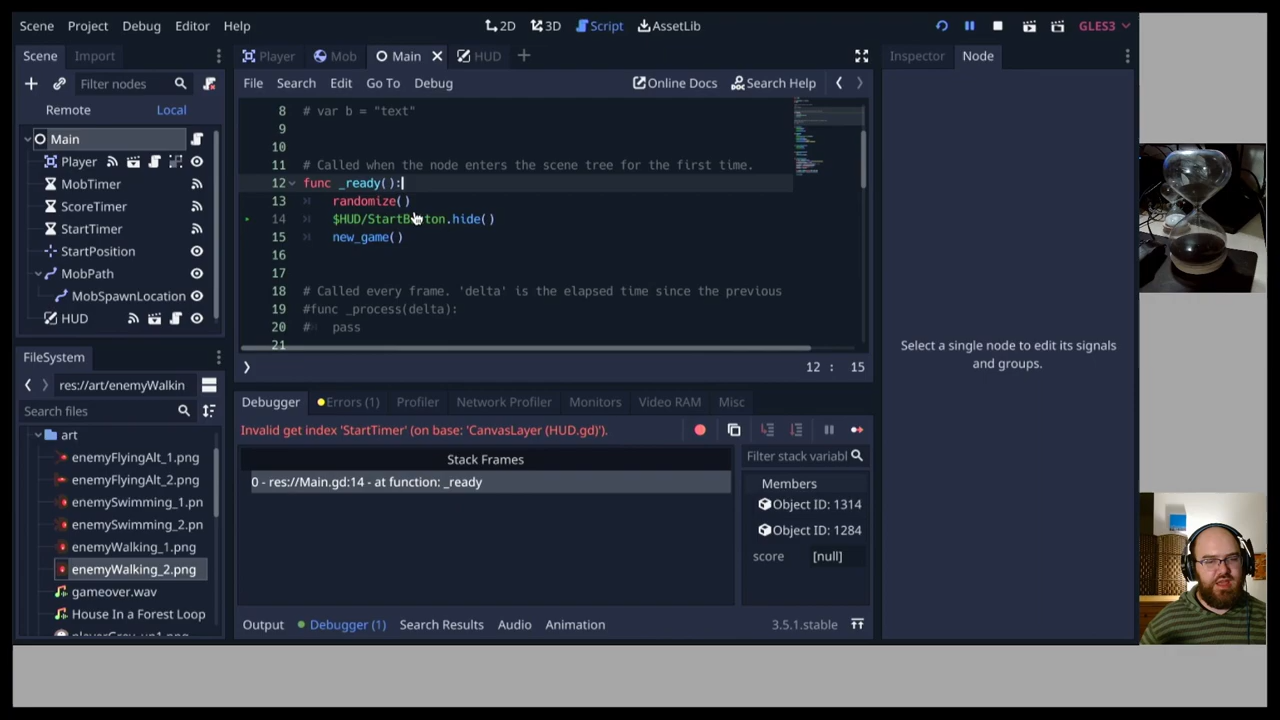 Scene Project Debug Editor Help
2D 3D Script AssetLib
GLES3
Scene Import
Player Mob Main HUD
Inspector Node
Filter nodes
File Search Edit Go To Debug
Online Docs Search Help
Remote Local
8 # var b = "text"
9
10
11 # Called when the node enters the scene tree for the first time.
12 func _ready():
13 randomize()
14 $HUD/StartButton.hide()
15 new_game()
16
17
18 # Called every frame. 'delta' is the elapsed time since the previous
19 #func _process(delta):
20 # pass
21
12 : 15
Main
Player
MobTimer
ScoreTimer
StartTimer
StartPosition
MobPath
MobSpawnLocation
HUD
Select a single node to edit its signals
and groups.
FileSystem
res://art/enemyWalkin
Search files
art
enemyFlyingAlt_1.png
enemyFlyingAlt_2.png
enemySwimming_1.pn
enemySwimming_2.pn
enemyWalking_1.png
enemyWalking_2.png
gameover.wav
House In a Forest Loop
playerGrey_up1.png
Debugger Errors (1) Profiler Network Profiler Monitors Video RAM Misc
Invalid get index 'StartTimer' (on base: 'CanvasLayer (HUD.gd)').
Stack Frames
0 - res://Main.gd:14 - at function: _ready
Filter stack variabl
Members
Object ID: 1314
Object ID: 1284
score [null]
Output Debugger (1) Search Results Audio Animation
3.5.1.stable